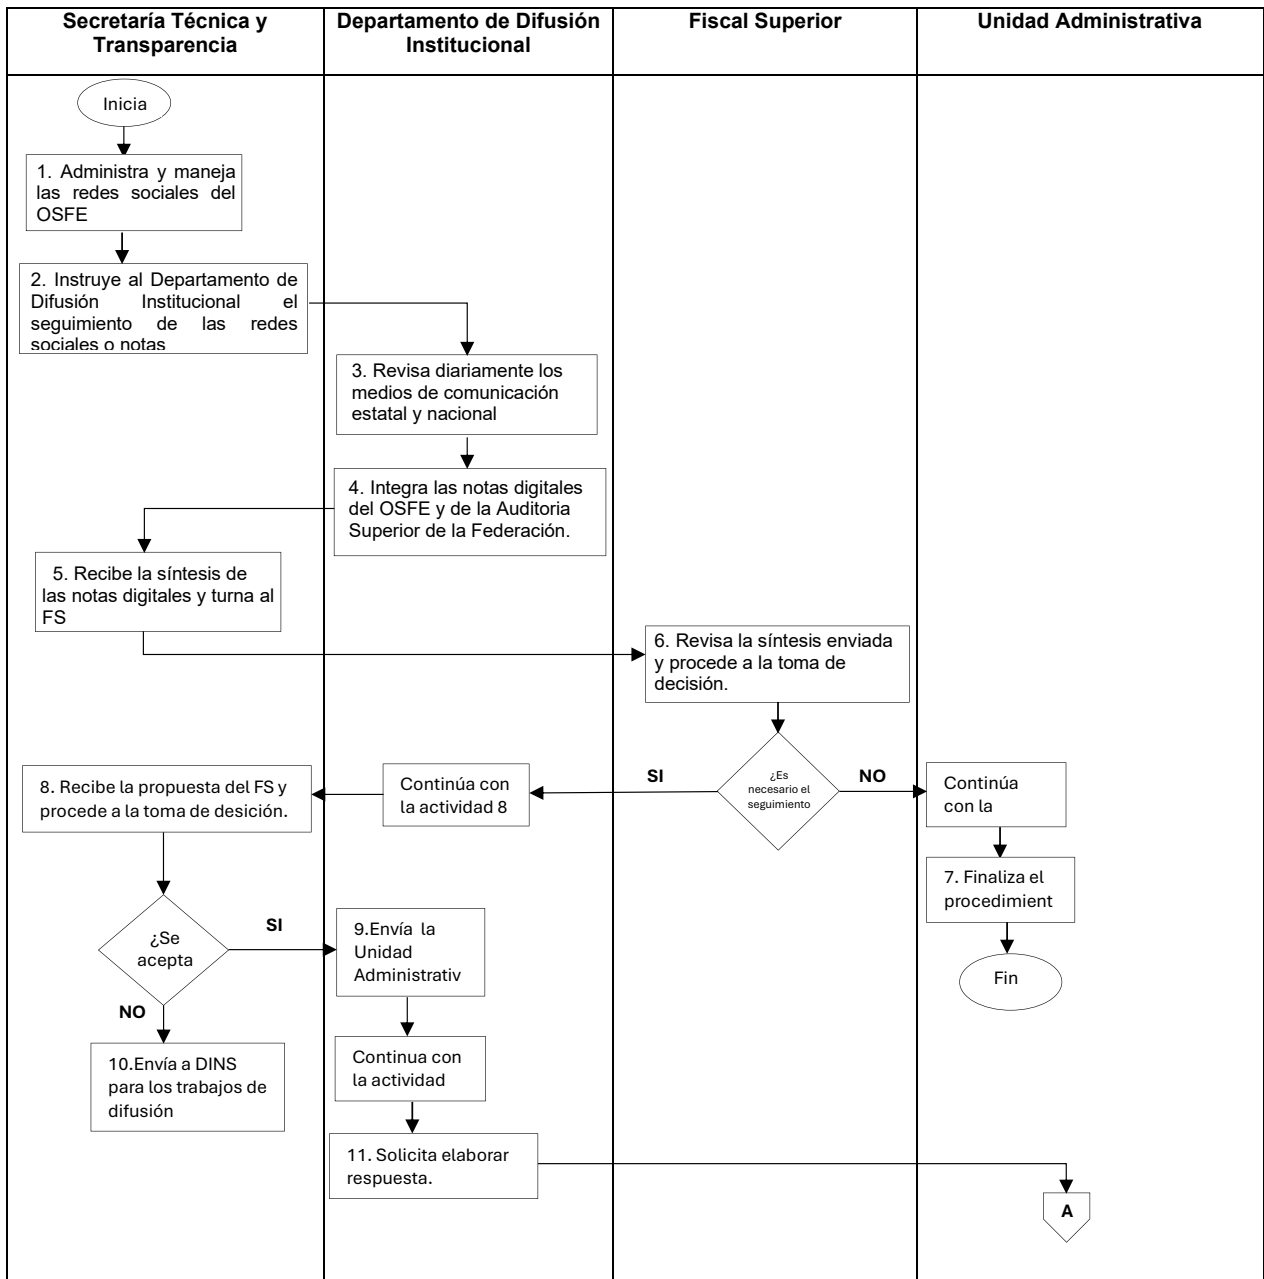 Secretaría Técnica y
Transparencia
Departamento de Difusión
Institucional
Fiscal Superior
Unidad Administrativa
Inicia
1. Administra y maneja
las redes sociales del
OSFE
2. Instruye al Departamento de
Difusión Institucional el
seguimiento de las redes
sociales o notas
3. Revisa diariamente los
medios de comunicación
estatal y nacional
4. Integra las notas digitales
del OSFE y de la Auditoria
Superior de la Federación.
5. Recibe la síntesis de
las notas digitales y turna al
FS
6. Revisa la síntesis enviada
y procede a la toma de
decisión.
¿Es
necesario el
seguimiento
SI
NO
Continúa con
la actividad 8
Continúa
con la
7. Finaliza el
procedimient
Fin
8. Recibe la propuesta del FS y
procede a la toma de desición.
¿Se
acepta
SI
NO
9.Envía la
Unidad
Administrativ
Continua con
la actividad
10.Envía a DINS
para los trabajos de
difusión
11. Solicita elaborar
respuesta.
A